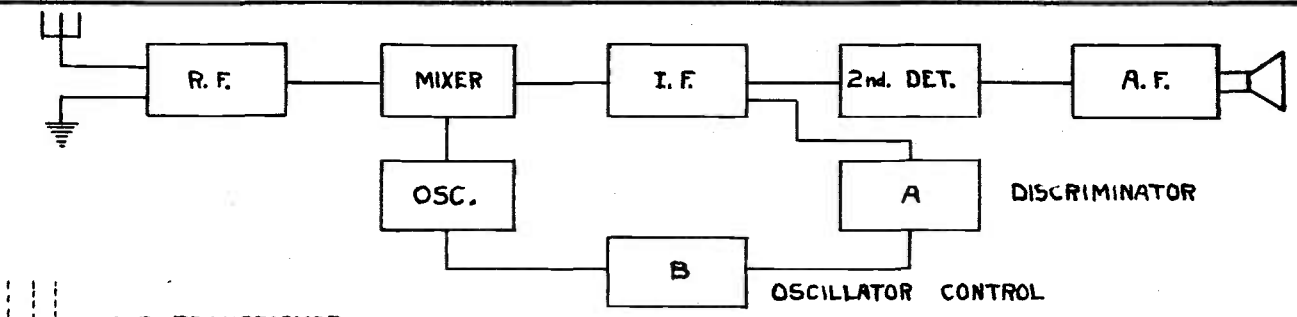 R.F.
MIXER
I.F.
2nd. DET.
A.F.
OSC.
A
DISCRIMINATOR
B
OSCILLATOR CONTROL